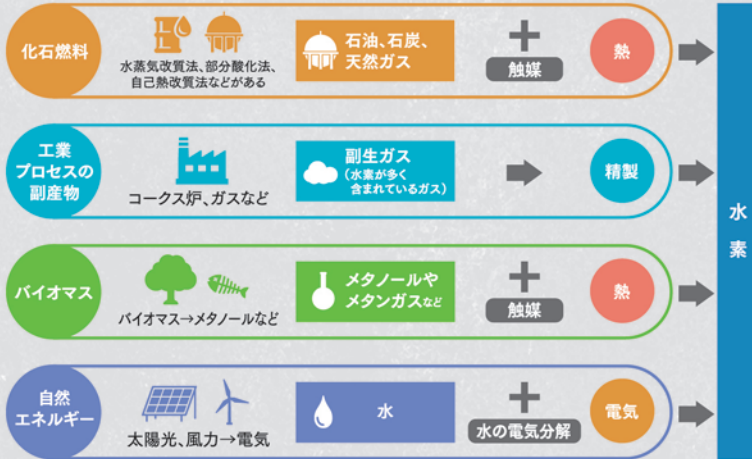 化石燃料
水蒸気改質法、部分酸化法、
自己熱改質法などがある
石油、石炭、
天然ガス
触媒
熱
工業
プロセスの
副産物
コークス炉、ガスなど
副生ガス
(水素が多く
含まれているガス)
精製
バイオマス
バイオマス→メタノールなど
メタノールや
メタンガスなど
触媒
熱
自然
エネルギー
太陽光、風力→電気
水
水の電気分解
電気
水素